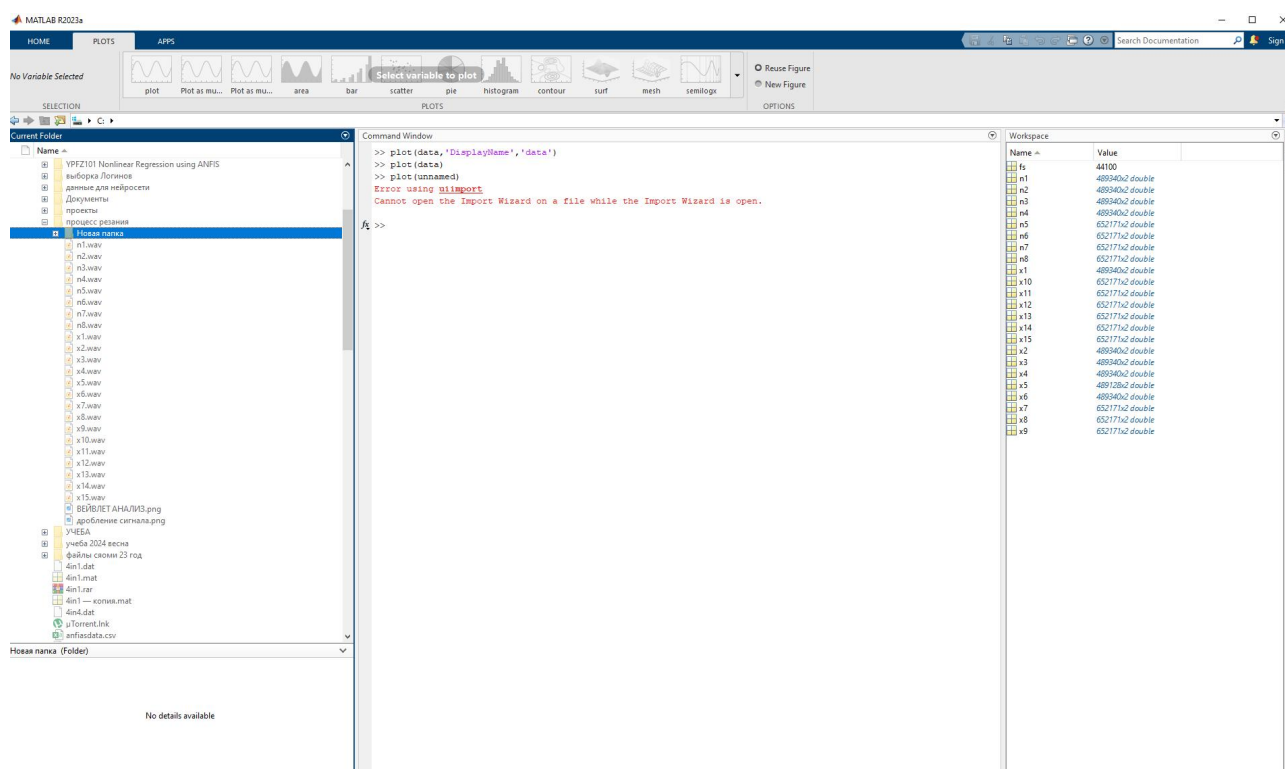 MATLAB R2023a
HOME PLOTS APPS
Search Documentation
Sign
No Variable Selected
plot Plot as mu... Plot as mu... area bar scatter pie histogram contour surf mesh semilogx
Select variable to plot
Reuse Figure
New Figure
SELECTION PLOTS OPTIONS
C:
Current Folder
Name
YPFZ101 Nonlinear Regression using ANFIS
выборка Логинов
данные для нейросети
Документы
проекты
процесс резания
Новая папка
n1.wav
n2.wav
n3.wav
n4.wav
n5.wav
n6.wav
n7.wav
n8.wav
x1.wav
x2.wav
x3.wav
x4.wav
x5.wav
x6.wav
x7.wav
x8.wav
x9.wav
x10.wav
x11.wav
x12.wav
x13.wav
x14.wav
x15.wav
ВЕЙВЛЕТ АНАЛИЗ.png
дробление сигнала.png
УЧЕБА
учеба 2024 весна
файлы сяоми 23 год
4in1.dat
4in1.mat
4in1.rar
4in1 — копия.mat
4in4.dat
µTorrent.lnk
anfiasdata.csv
Новая папка (Folder)
No details available
Command Window
>> plot(data,'DisplayName','data')
>> plot(data)
>> plot(unnamed)
Error using uiimport
Cannot open the Import Wizard on a file while the Import Wizard is open.
fx >>
Workspace
Name Value
fs 44100
n1 489340x2 double
n2 489340x2 double
n3 489340x2 double
n4 489340x2 double
n5 652171x2 double
n6 652171x2 double
n7 652171x2 double
n8 652171x2 double
x1 489340x2 double
x10 652171x2 double
x11 652171x2 double
x12 652171x2 double
x13 652171x2 double
x14 652171x2 double
x15 652171x2 double
x2 489340x2 double
x3 489340x2 double
x4 489340x2 double
x5 489128x2 double
x6 489340x2 double
x7 652171x2 double
x8 652171x2 double
x9 652171x2 double